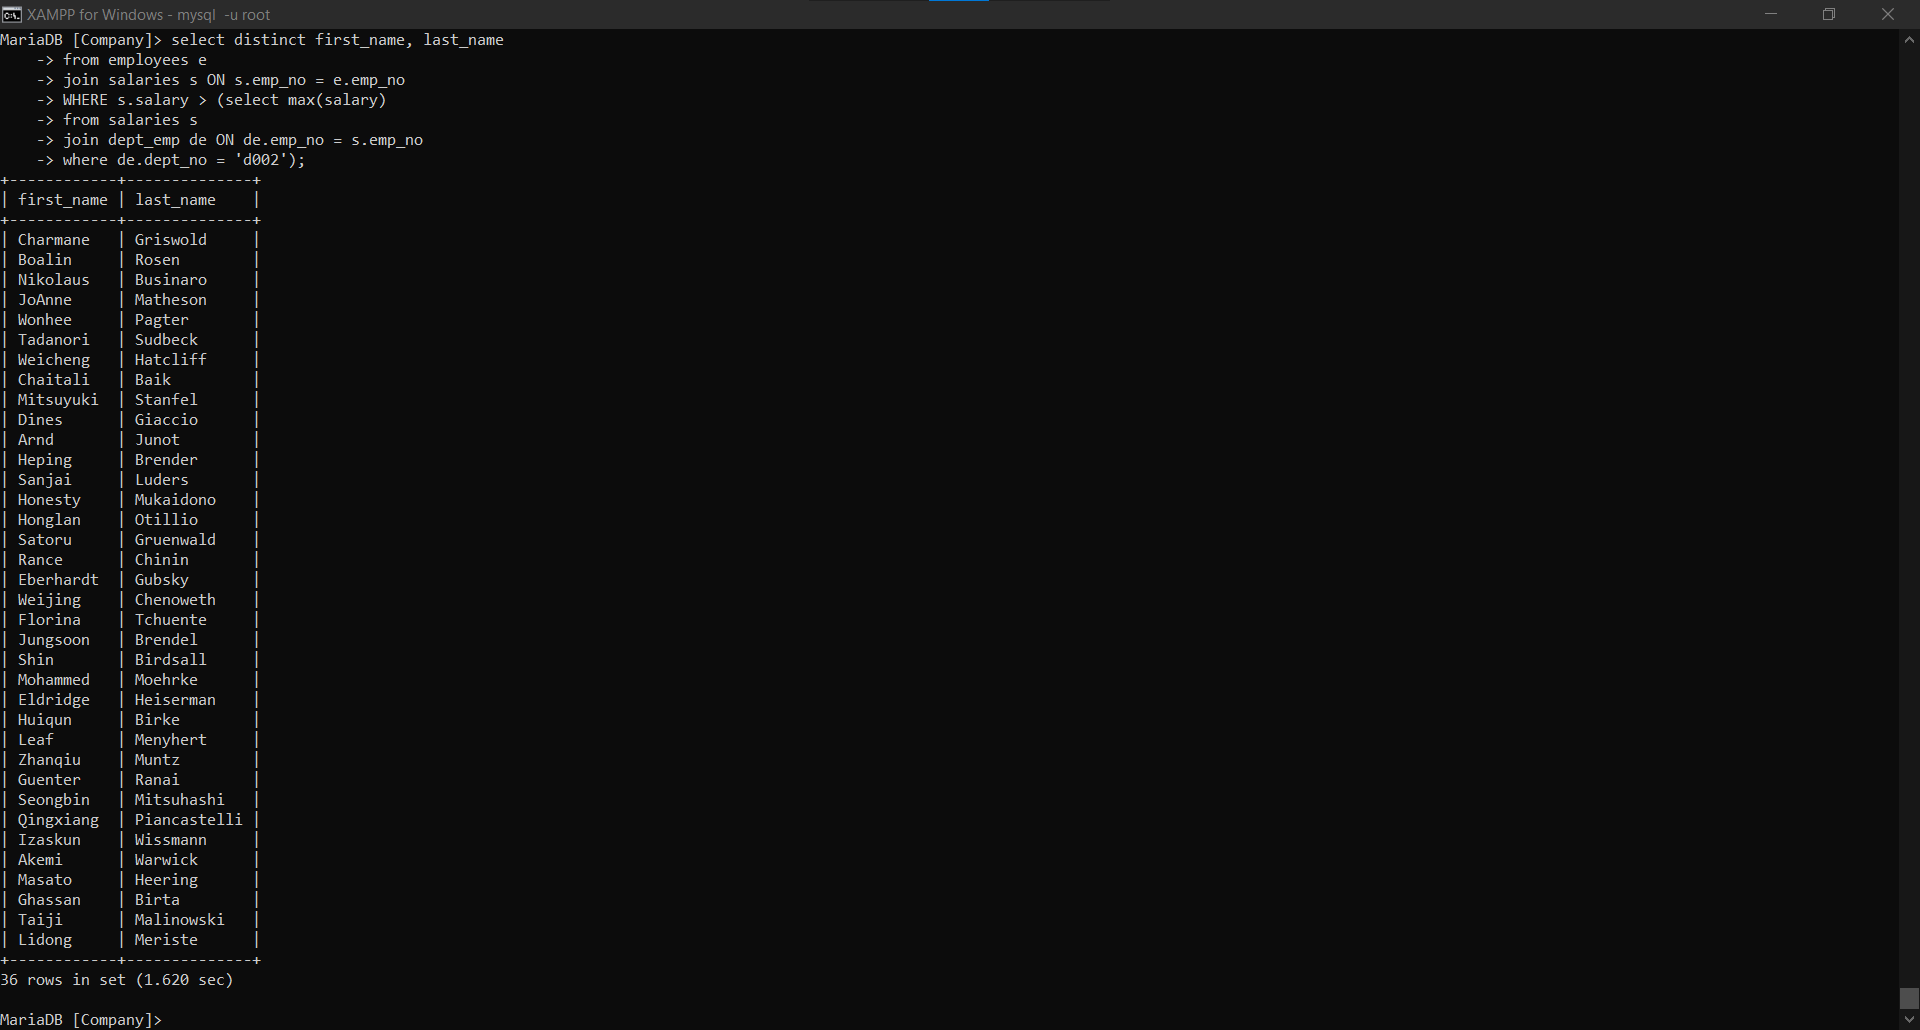 XAMPP for Windows - mysql  -u root
MariaDB [Company]> select distinct first_name, last_name
    -> from employees e
    -> join salaries s ON s.emp_no = e.emp_no
    -> WHERE s.salary > (select max(salary)
    -> from salaries s
    -> join dept_emp de ON de.emp_no = s.emp_no
    -> where de.dept_no = 'd002');
+------------+--------------+
| first_name | last_name    |
+------------+--------------+
| Charmane   | Griswold     |
| Boalin     | Rosen        |
| Nikolaus   | Businaro     |
| JoAnne     | Matheson     |
| Wonhee     | Pagter       |
| Tadanori   | Sudbeck      |
| Weicheng   | Hatcliff     |
| Chaitali   | Baik         |
| Mitsuyuki  | Stanfel      |
| Dines      | Giaccio      |
| Arnd       | Junot        |
| Heping     | Brender      |
| Sanjai     | Luders       |
| Honesty    | Mukaidono    |
| Honglan    | Otillio      |
| Satoru     | Gruenwald    |
| Rance      | Chinin       |
| Eberhardt  | Gubsky       |
| Weijing    | Chenoweth    |
| Florina    | Tchuente     |
| Jungsoon   | Brendel      |
| Shin       | Birdsall     |
| Mohammed   | Moehrke      |
| Eldridge   | Heiserman    |
| Huiqun     | Birke        |
| Leaf       | Menyhert     |
| Zhanqiu    | Muntz        |
| Guenter    | Ranai        |
| Seongbin   | Mitsuhashi   |
| Qingxiang  | Piancastelli |
| Izaskun    | Wissmann     |
| Akemi      | Warwick      |
| Masato     | Heering      |
| Ghassan    | Birta        |
| Taiji      | Malinowski   |
| Lidong     | Meriste      |
+------------+--------------+
36 rows in set (1.620 sec)
MariaDB [Company]>